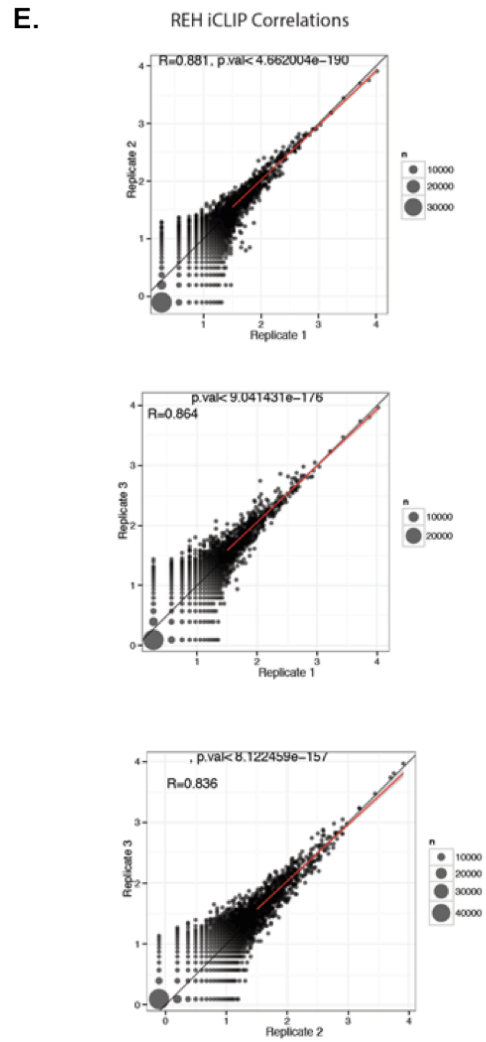 E.
REH iCLIP Correlations
R=0.881, p.val< 4.662004e−190
4
3
2
1
0
Replicate 2
1 2 3 4
Replicate 1
n
10000
20000
30000
p.val< 9.041431e−176
R=0.864
4
3
2
1
0
Replicate 3
1 2 3 4
Replicate 1
n
10000
20000
, p.val< 8.122459e−157
R=0.836
4
3
2
1
0
Replicate 3
0 1 2 3 4
Replicate 2
n
10000
20000
30000
40000